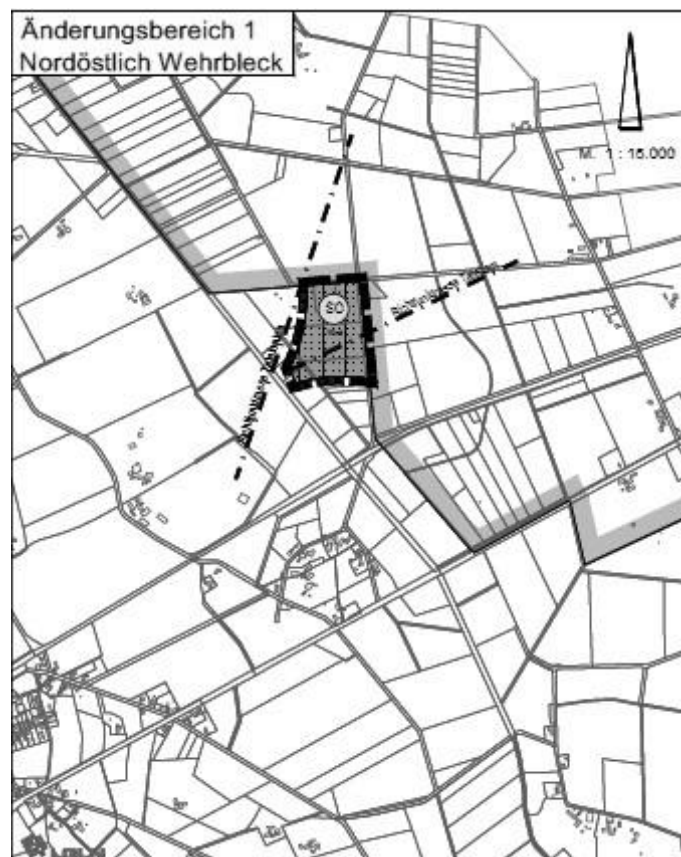 Änderungsbereich 1
Nordöstlich Wehrbleck
M. 1 : 15.000
SO